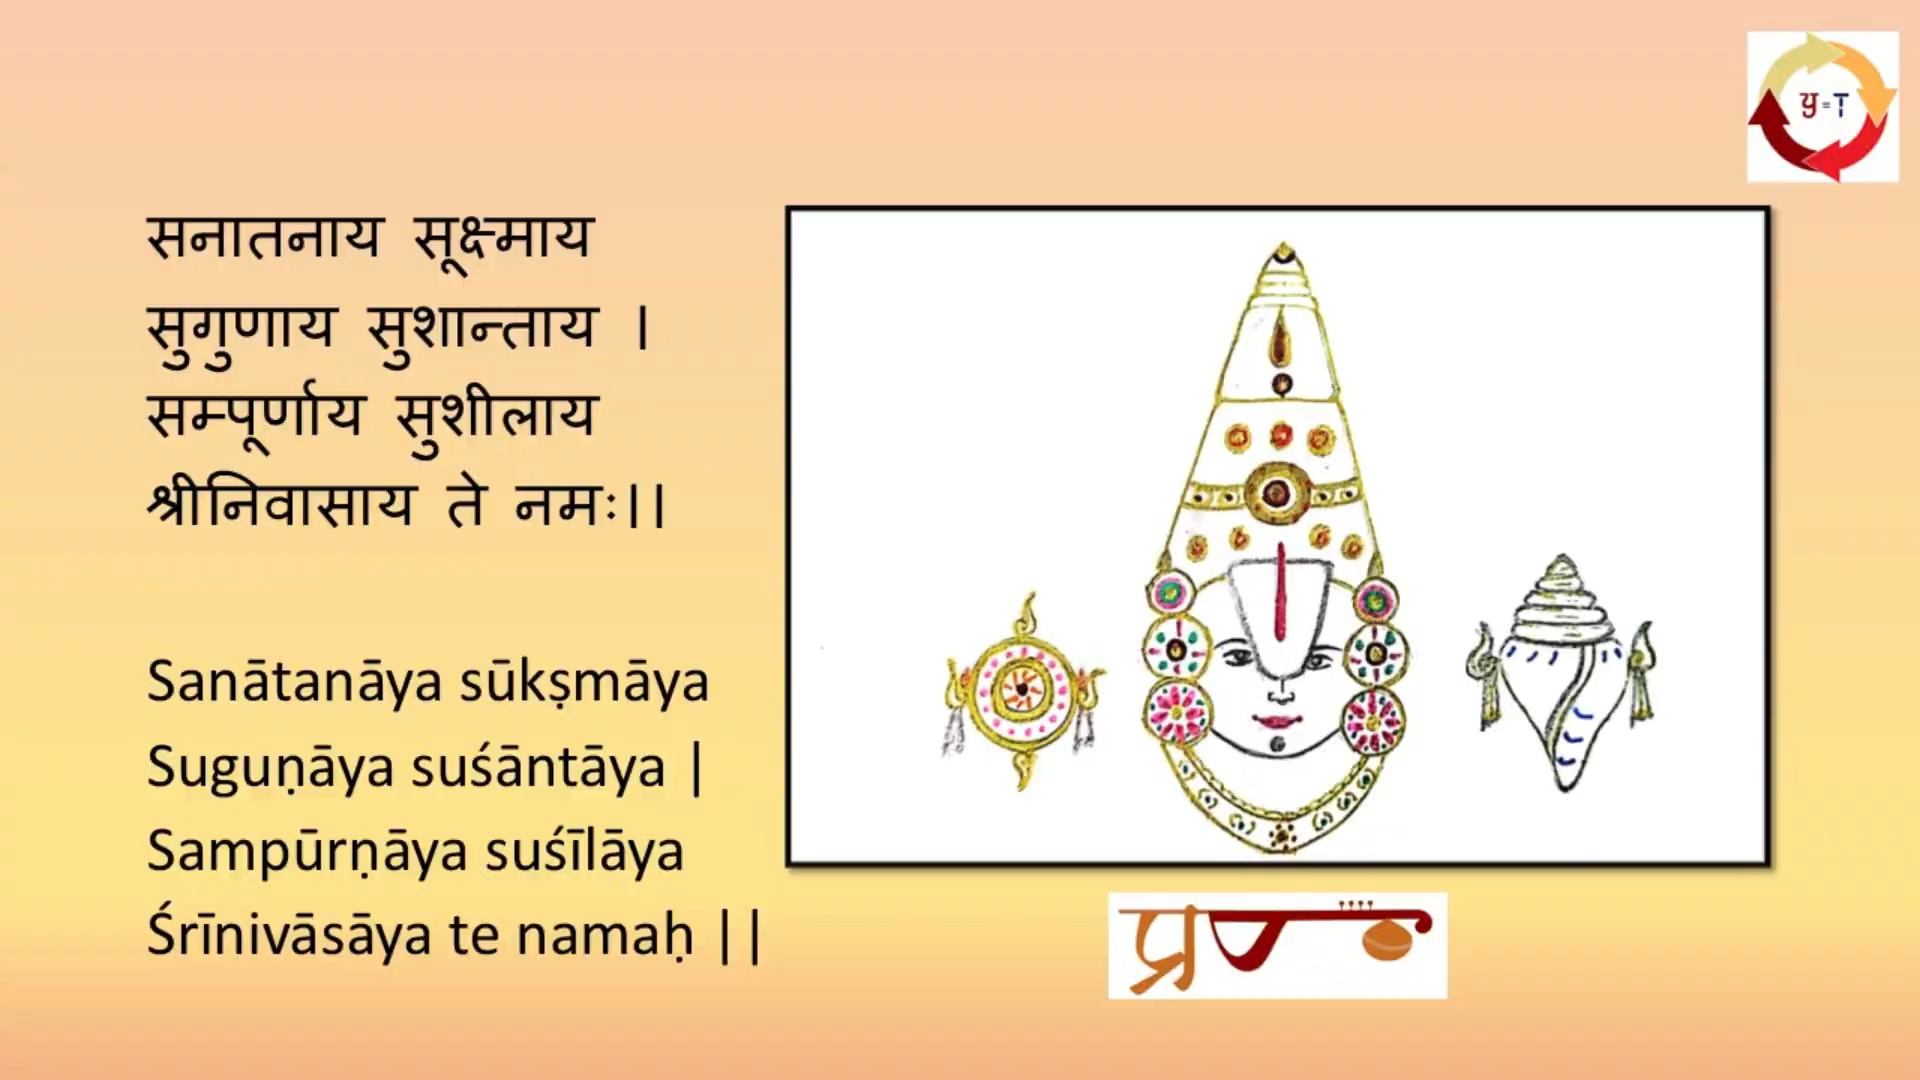 सनातनाय सूक्ष्माय
सुगुणाय सुशान्ताय ।
सम्पूर्णाय सुशीलाय
श्रीनिवासाय ते नमः।।
Sanātanāya sūkṣmāya
Suguṇāya suśāntāya |
Sampūrṇāya suśīlāya
Śrīnivāsāya te namaḥ ||